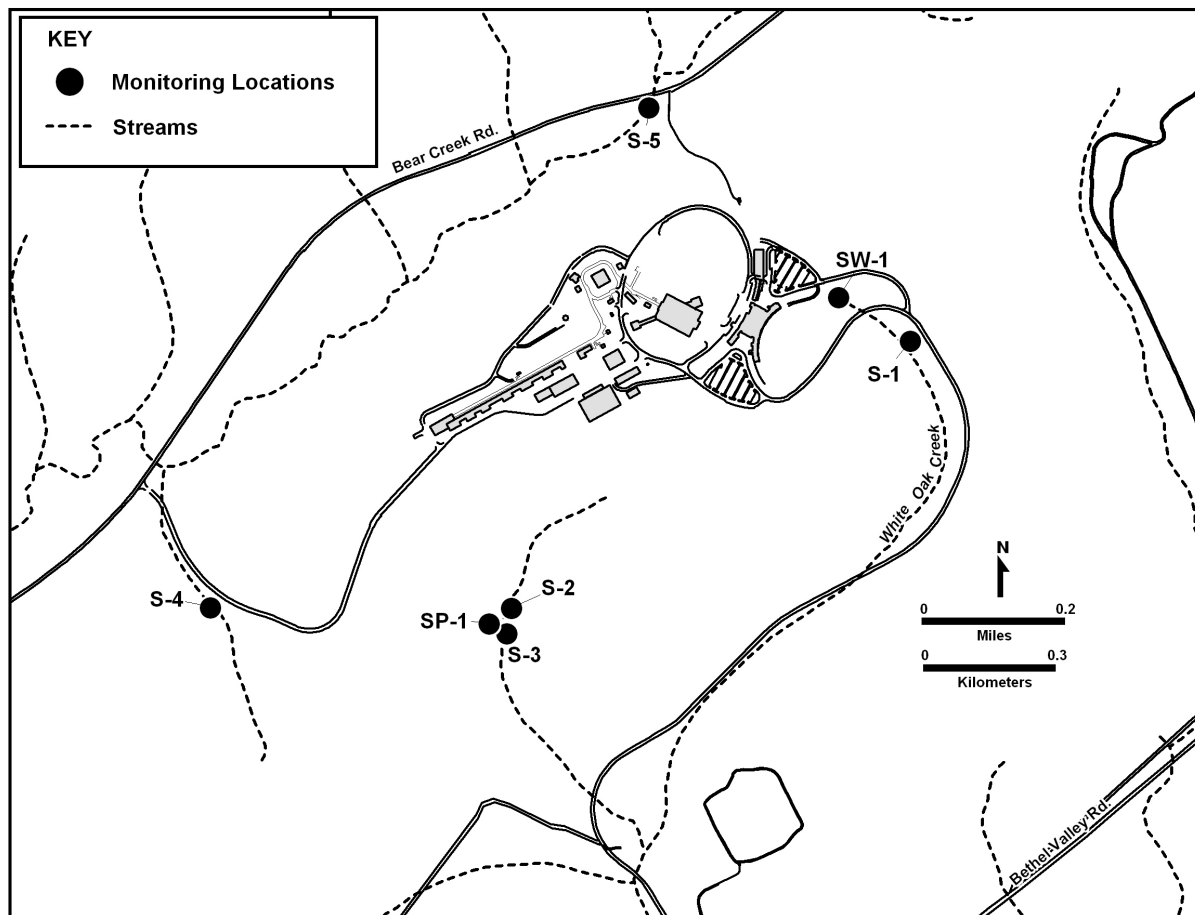 KEY
Monitoring Locations
Streams
Bear Creek Rd.
S-5
SW-1
S-1
White Oak Creek
N
S-4
S-2
SP-1
S-3
0 0.2
Miles
0 0.3
Kilometers
Bethel Valley Rd.